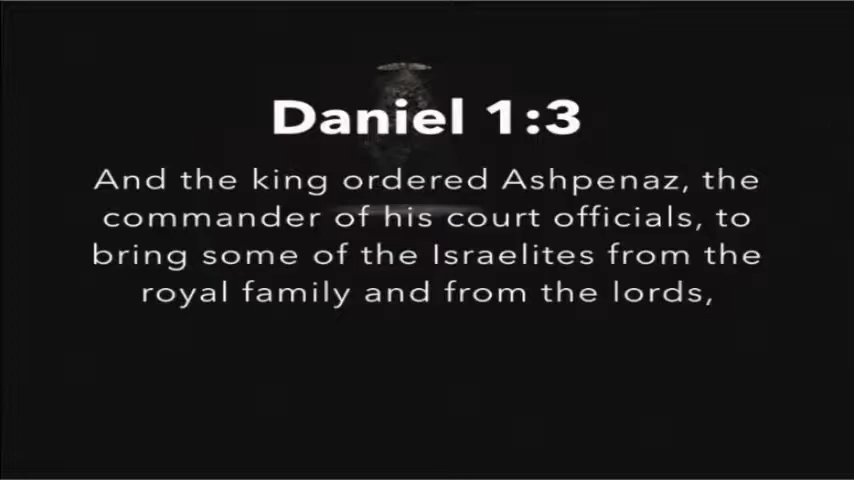 Daniel 1:3
And the king ordered Ashpenaz, the
commander of his court officials, to
bring some of the Israelites from the
royal family and from the lords,